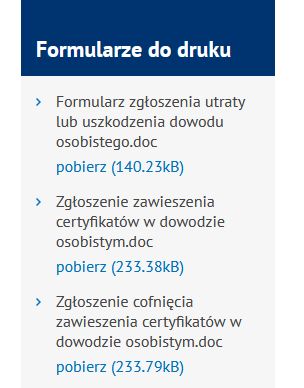 Formularze do druku
Formularz zgłoszenia utraty
lub uszkodzenia dowodu
osobistego.doc
pobierz (140.23kB)
Zgłoszenie zawieszenia
certyfikatów w dowodzie
osobistym.doc
pobierz (233.38kB)
Zgłoszenie cofnięcia
zawieszenia certyfikatów w
dowodzie osobistym.doc
pobierz (233.79kB)